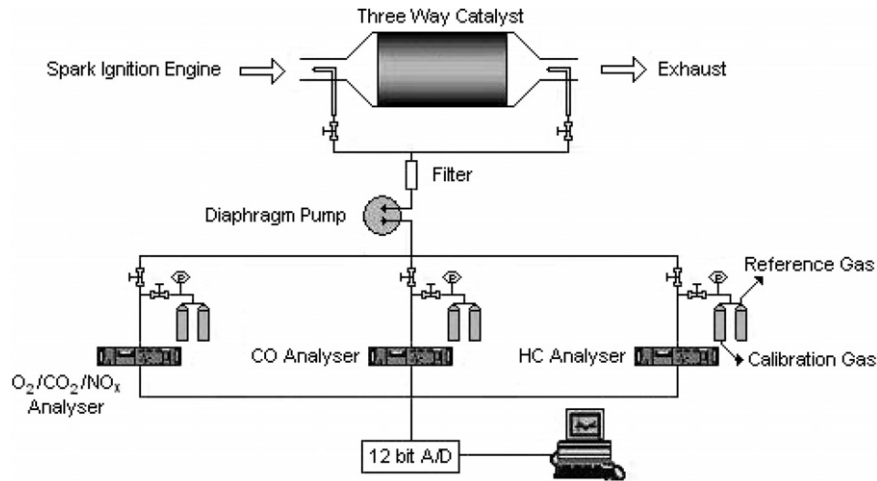 Three Way Catalyst
Spark Ignition Engine
Exhaust
Filter
Diaphragm Pump
P
P
P
Reference Gas
CO Analyser
HC Analyser
Calibration Gas
O₂/CO₂/NOₓ
Analyser
12 bit A/D